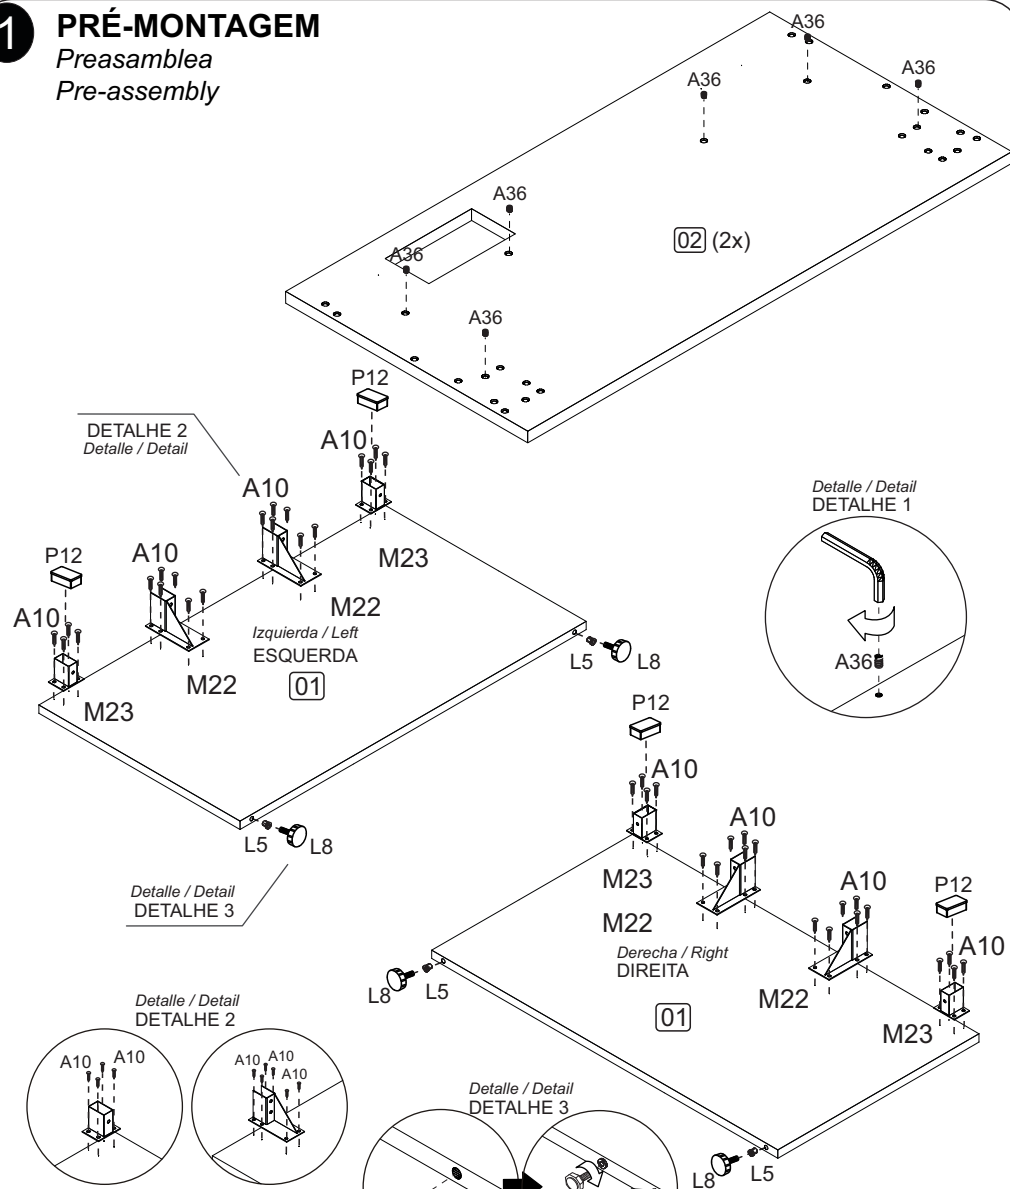 1
PRÉ-MONTAGEM
Preasamblea
Pre-assembly
A36
A36
A36
A36
A36
A36
02 (2x)
DETALHE 2
Detalle / Detail
P12
A10
A10
M23
P12
A10
A10
M22
M22
M23
Izquierda / Left
ESQUERDA
01
L5
L8
L5
L8
Detalle / Detail
DETALHE 3
Detalle / Detail
DETALHE 1
A36
P12
A10
A10
M23
M22
A10
P12
A10
M22
M23
Derecha / Right
DIREITA
01
L8
L5
L8
L5
Detalle / Detail
DETALHE 2
A10
A10
A10
A10
A10
Detalle / Detail
DETALHE 3